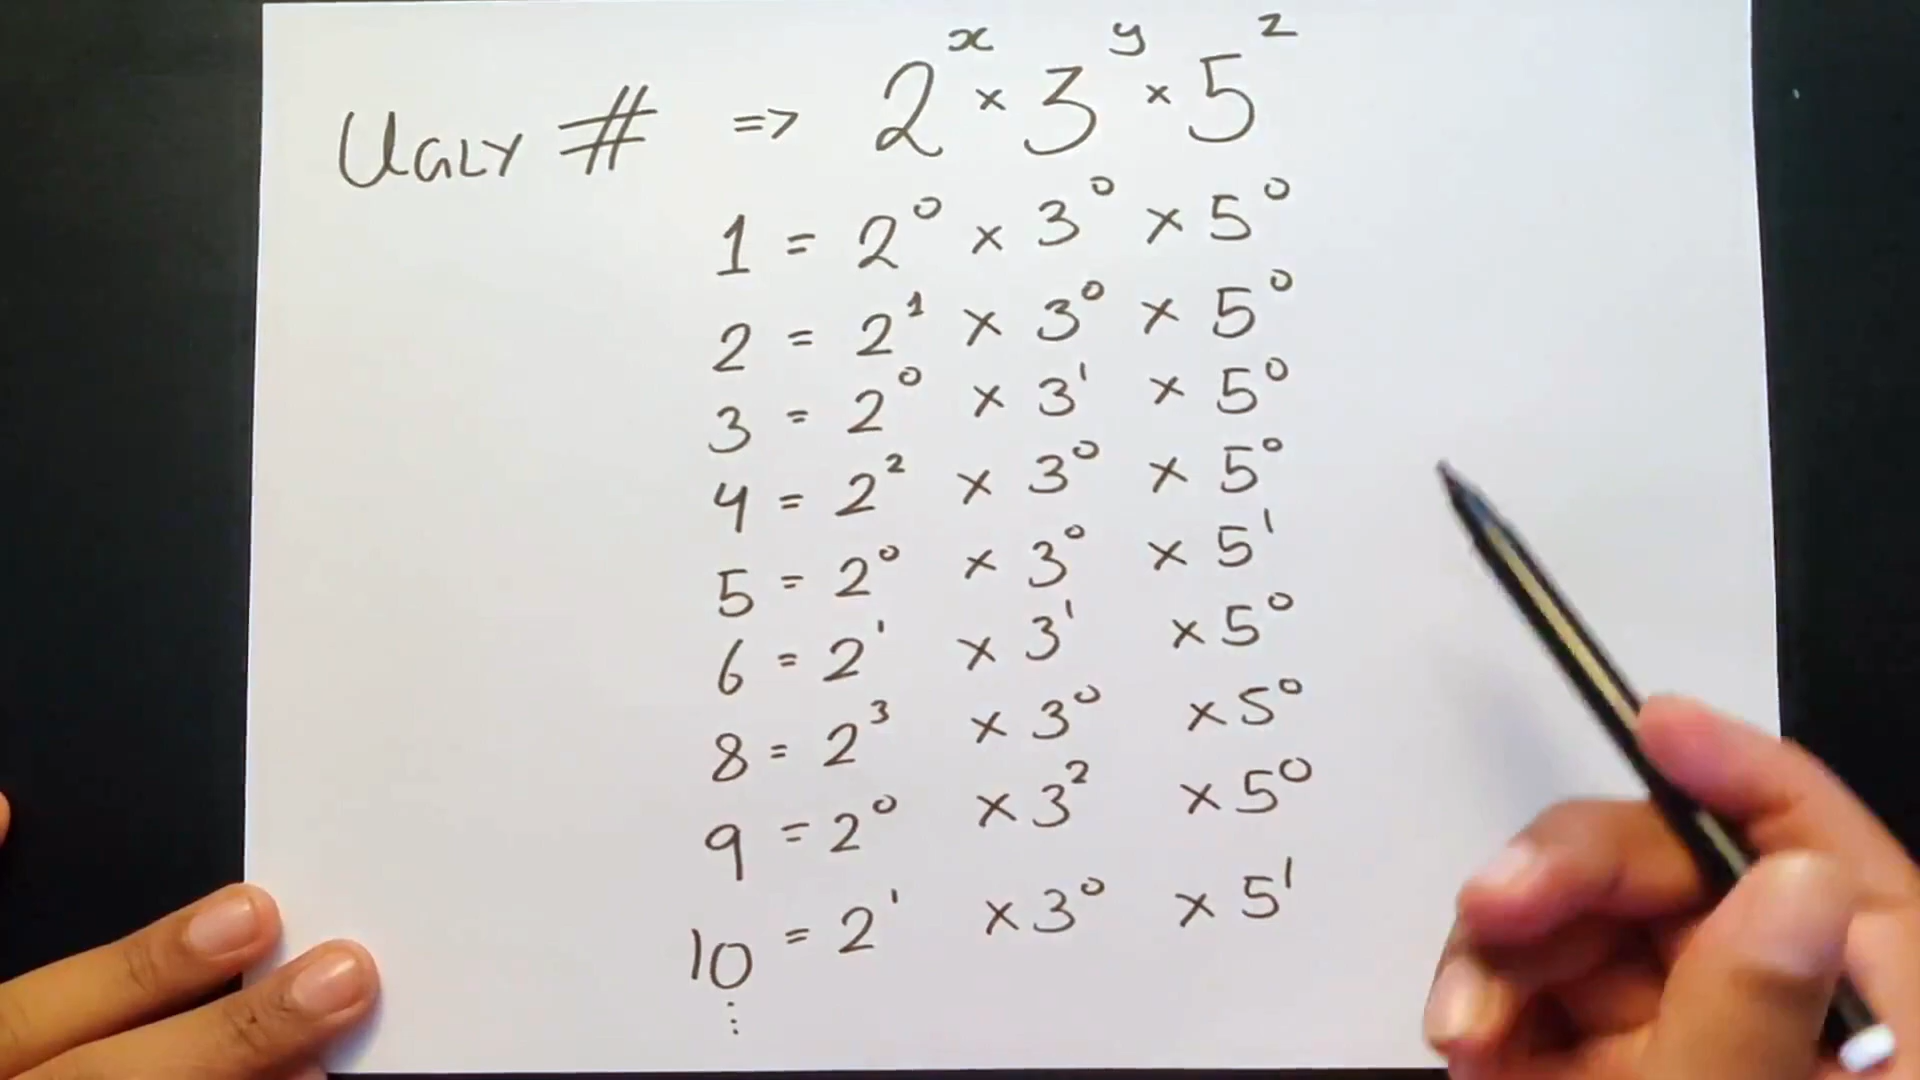 UGLY # => 2^x × 3^y × 5^z
1 = 2^0 × 3^0 × 5^0
2 = 2^1 × 3^0 × 5^0
3 = 2^0 × 3^1 × 5^0
4 = 2^2 × 3^0 × 5^0
5 = 2^0 × 3^0 × 5^1
6 = 2^1 × 3^1 × 5^0
8 = 2^3 × 3^0 × 5^0
9 = 2^0 × 3^2 × 5^0
10 = 2^1 × 3^0 × 5^1
⋮